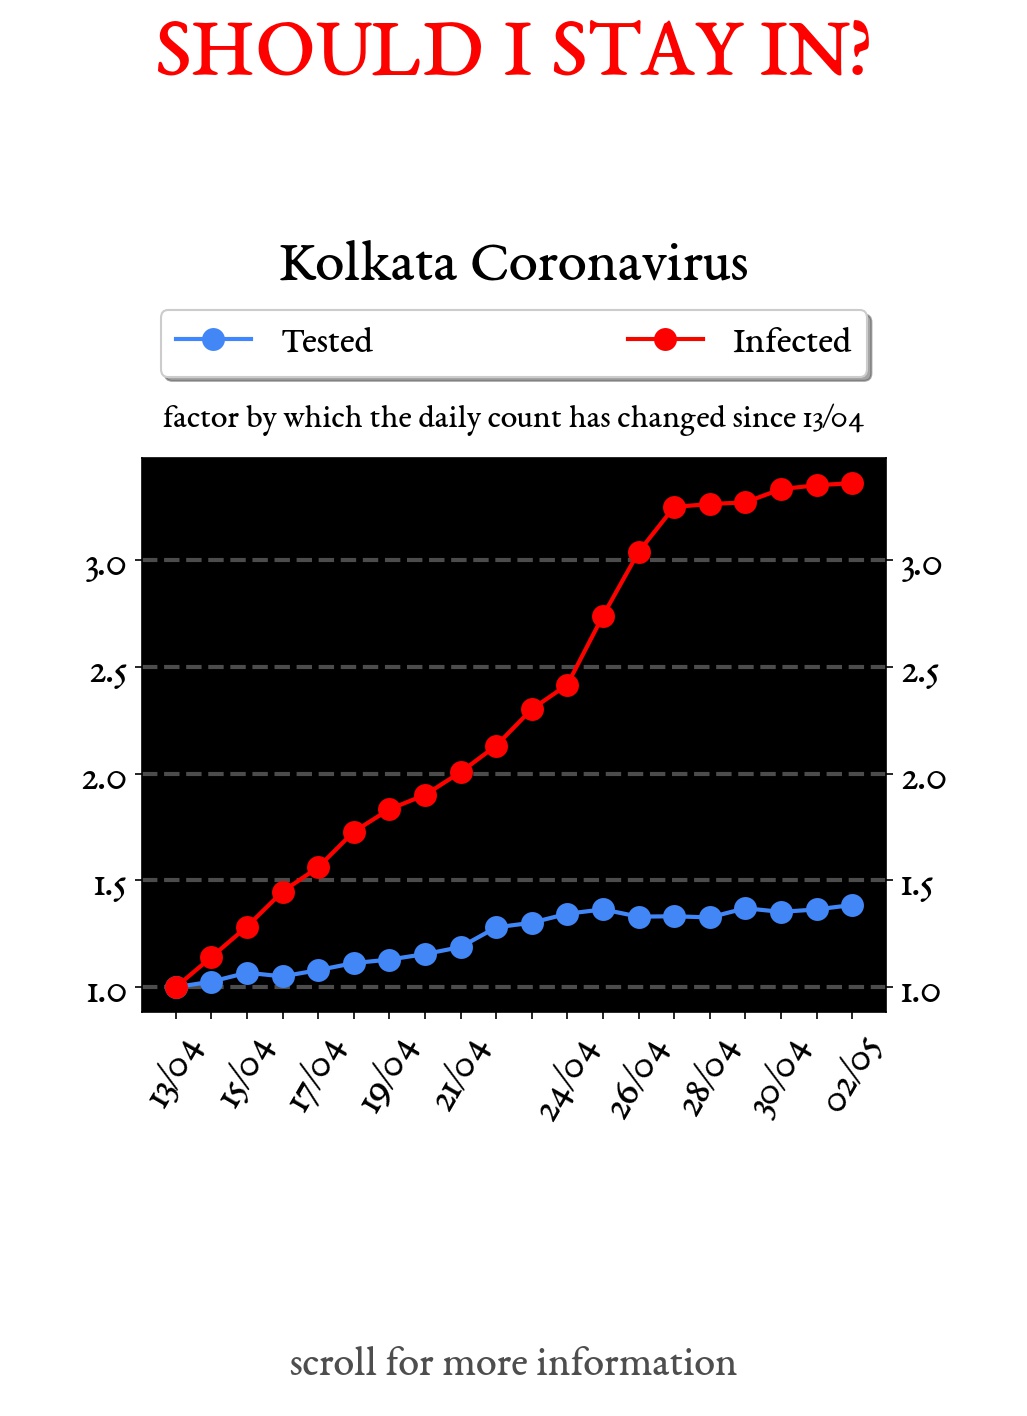 SHOULD I STAY IN?
Kolkata Coronavirus
Tested Infected
factor by which the daily count has changed since 13/04
3.0 3.0
2.5 2.5
2.0 2.0
1.5 1.5
1.0 1.0
13/04 15/04 17/04 19/04 21/04 24/04 26/04 28/04 30/04 02/05
scroll for more information